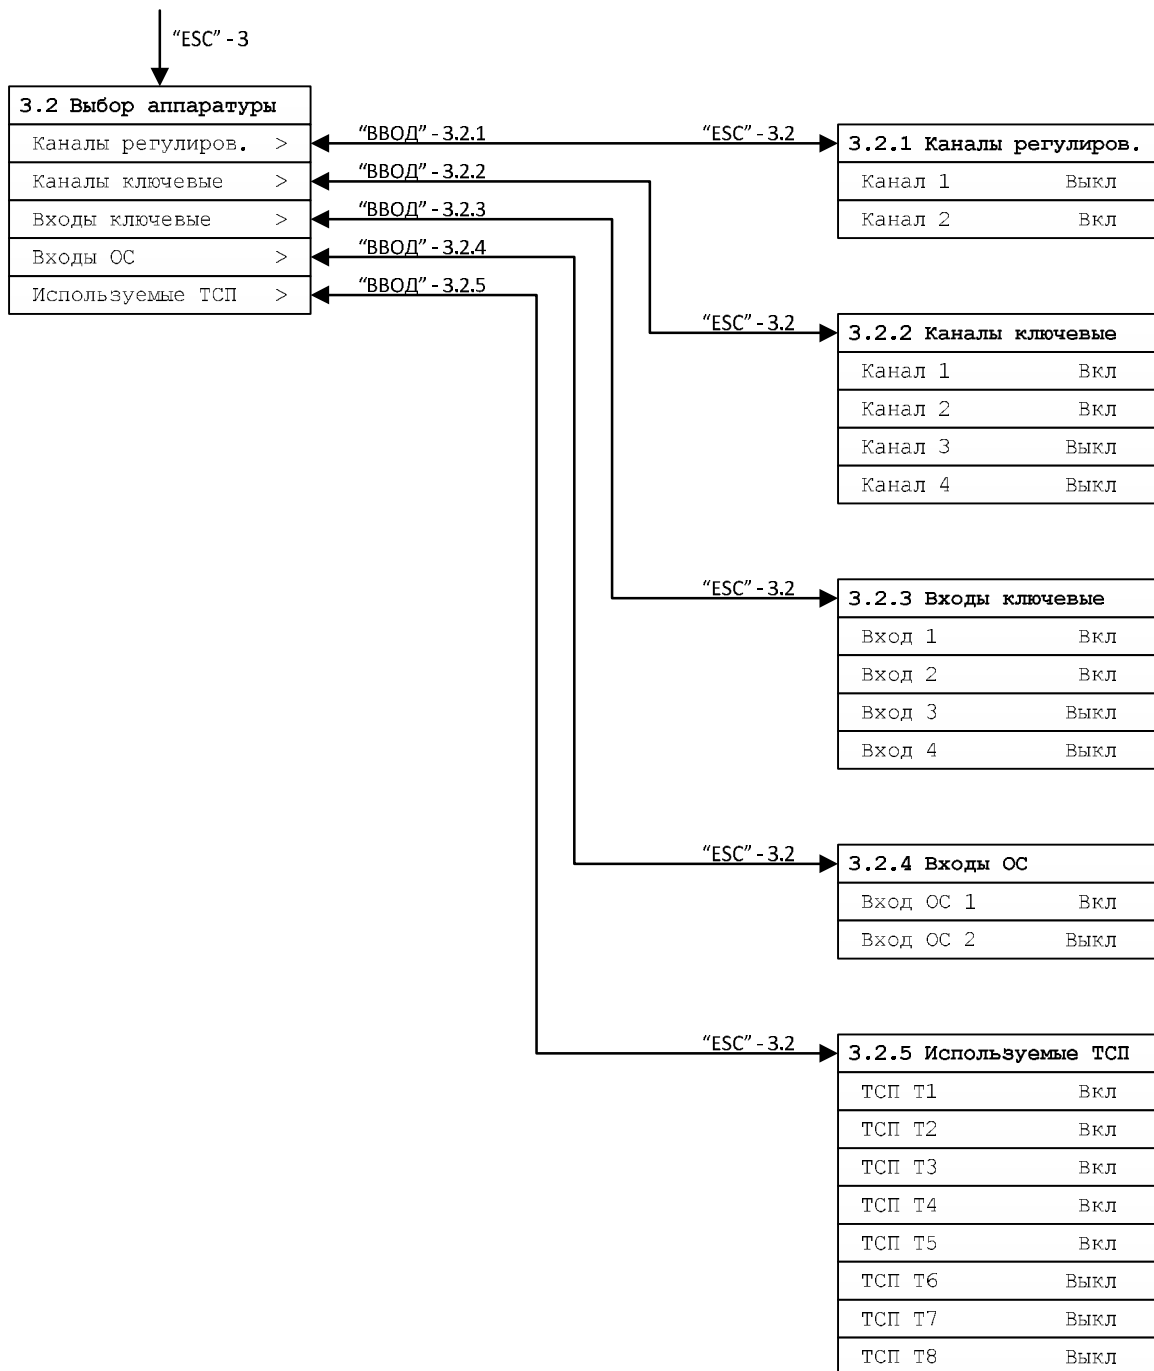 “ESC” - 3
3.2 Выбор аппаратуры
Каналы регулиров. >
Каналы ключевые >
Входы ключевые >
Входы ОС >
Используемые ТСП >
“ВВОД” - 3.2.1
“ВВОД” - 3.2.2
“ВВОД” - 3.2.3
“ВВОД” - 3.2.4
“ВВОД” - 3.2.5
“ESC” - 3.2
3.2.1 Каналы регулиров.
Канал 1 Выкл
Канал 2 Вкл
“ESC” - 3.2
3.2.2 Каналы ключевые
Канал 1 Вкл
Канал 2 Вкл
Канал 3 Выкл
Канал 4 Выкл
“ESC” - 3.2
3.2.3 Входы ключевые
Вход 1 Вкл
Вход 2 Вкл
Вход 3 Выкл
Вход 4 Выкл
“ESC” - 3.2
3.2.4 Входы ОС
Вход ОС 1 Вкл
Вход ОС 2 Выкл
“ESC” - 3.2
3.2.5 Используемые ТСП
ТСП Т1 Вкл
ТСП Т2 Вкл
ТСП Т3 Вкл
ТСП Т4 Вкл
ТСП Т5 Вкл
ТСП Т6 Выкл
ТСП Т7 Выкл
ТСП Т8 Выкл